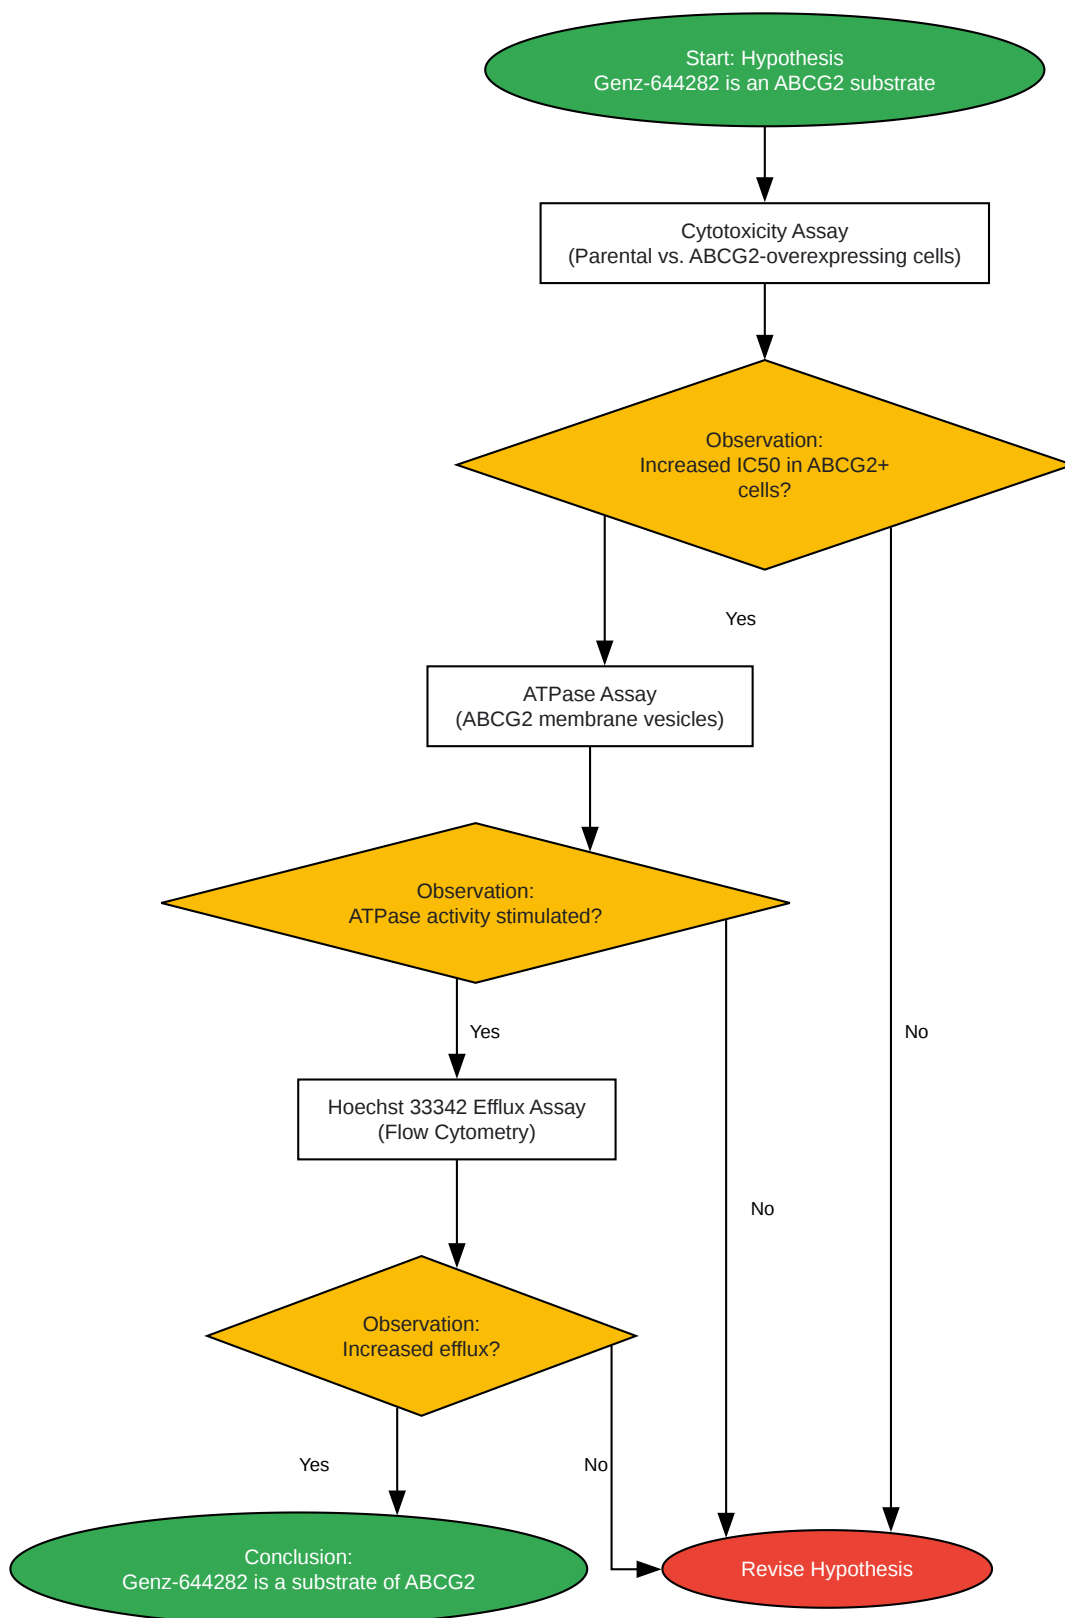 Start: Hypothesis
Genz-644282 is an ABCG2 substrate
Cytotoxicity Assay
(Parental vs. ABCG2-overexpressing cells)
Observation:
Increased IC50 in ABCG2+
cells?
Yes
ATPase Assay
(ABCG2 membrane vesicles)
Observation:
ATPase activity stimulated?
Yes
No
Hoechst 33342 Efflux Assay
(Flow Cytometry)
No
Observation:
Increased efflux?
Yes
No
Conclusion:
Genz-644282 is a substrate of ABCG2
Revise Hypothesis